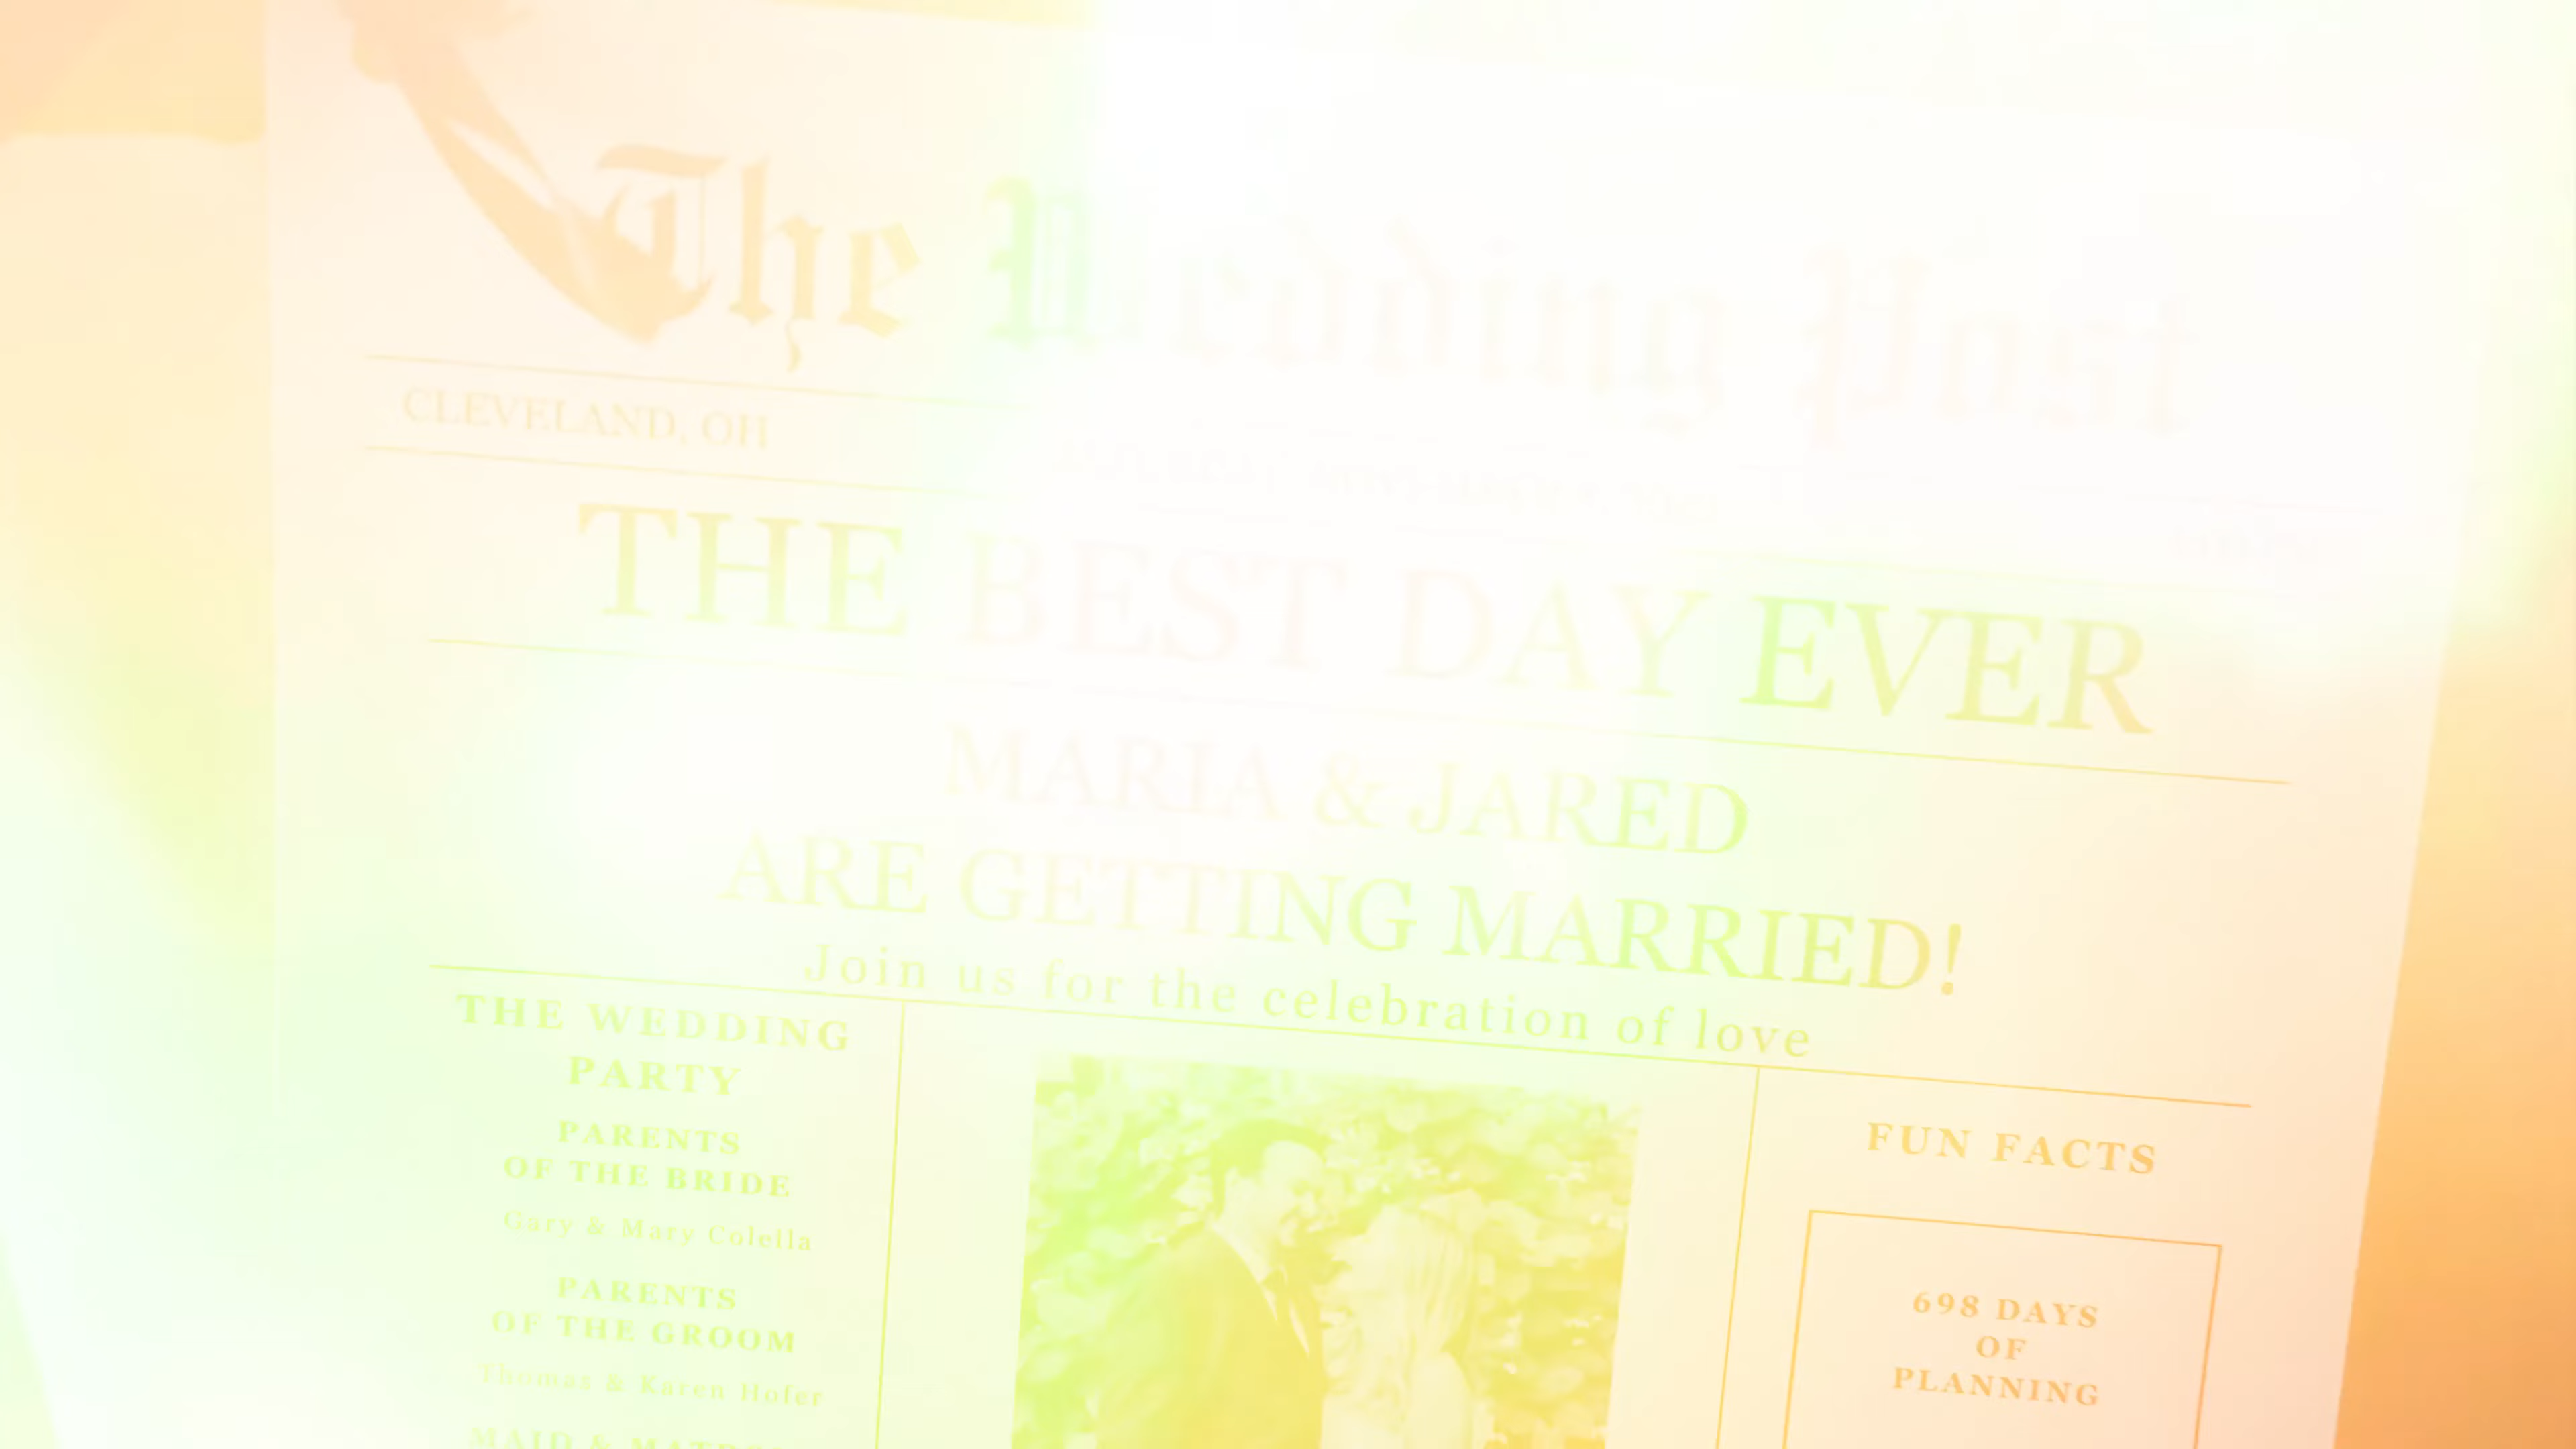 The Wedding Post
CLEVELAND, OH
THE BEST DAY EVER
MARIA & JARED
ARE GETTING MARRIED!
Join us for the celebration of love
THE WEDDING
PARTY
PARENTS
OF THE BRIDE
Gary & Mary Colella
PARENTS
OF THE GROOM
Thomas & Karen Hofer
MAID &
FUN FACTS
698 DAYS
OF
PLANNING